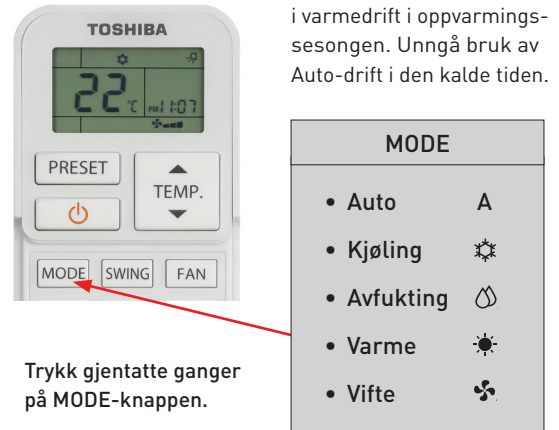 TOSHIBA
22 °C PM 11:07
PRESET
TEMP.
MODE
SWING
FAN
Trykk gjentatte ganger
på MODE-knappen.
i varmedrift i oppvarmings-
sesongen. Unngå bruk av
Auto-drift i den kalde tiden.
MODE
• Auto A
• Kjøling
• Avfukting
• Varme
• Vifte